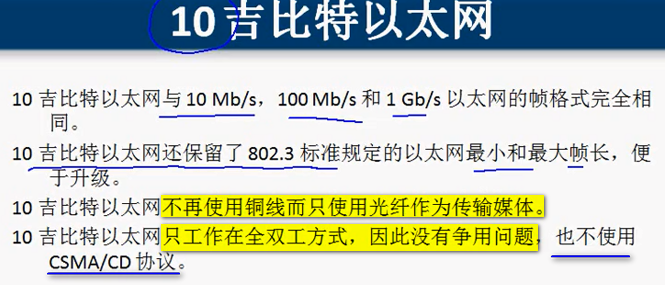 10 吉比特以太网
10 吉比特以太网与 10 Mb/s，100 Mb/s 和 1 Gb/s 以太网的帧格式完全相
同。
10 吉比特以太网还保留了 802.3 标准规定的以太网最小和最大帧长，便
于升级。
10 吉比特以太网不再使用铜线而只使用光纤作为传输媒体。
10 吉比特以太网只工作在全双工方式，因此没有争用问题，也不使用
CSMA/CD 协议。